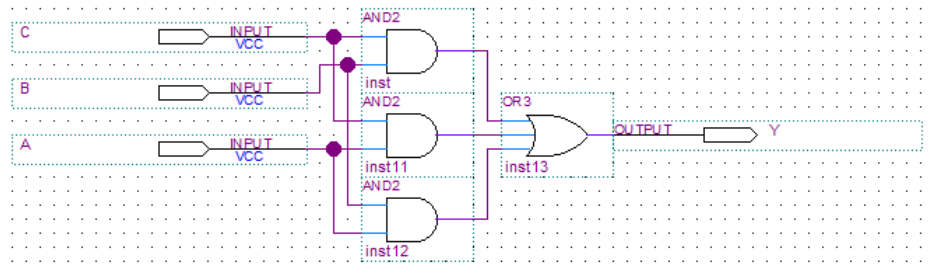 AND2
C
INPUT
VCC
inst
B
INPUT
VCC
AND2
OR3
OUTPUT
Y
A
INPUT
VCC
inst11
inst13
AND2
inst12